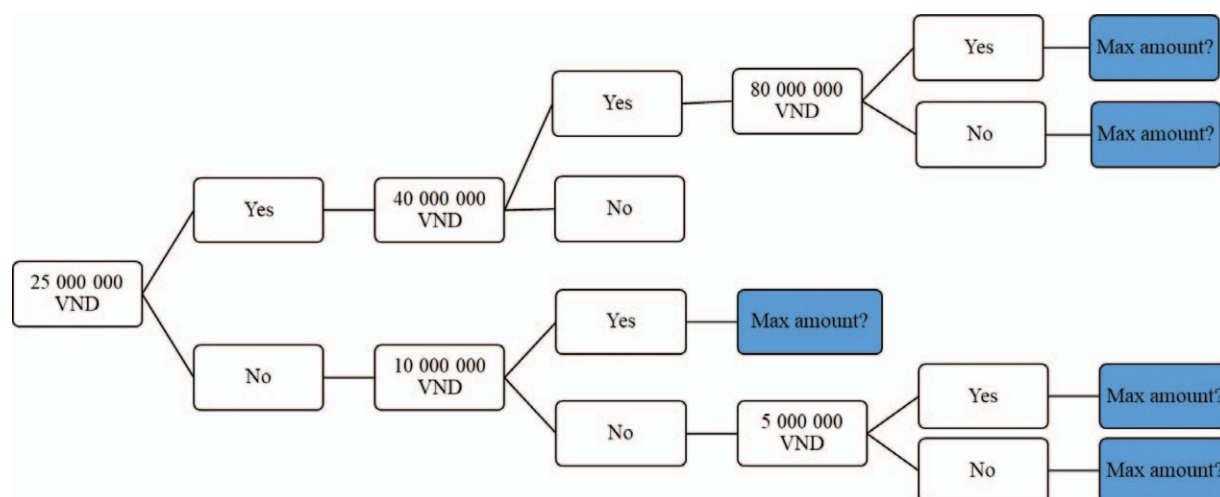 Yes
Max amount?
80 000 000
VND
Yes
No
Max amount?
40 000 000
VND
Yes
No
25 000 000
VND
Yes
Max amount?
No
10 000 000
VND
Yes
Max amount?
No
5 000 000
VND
No
Max amount?